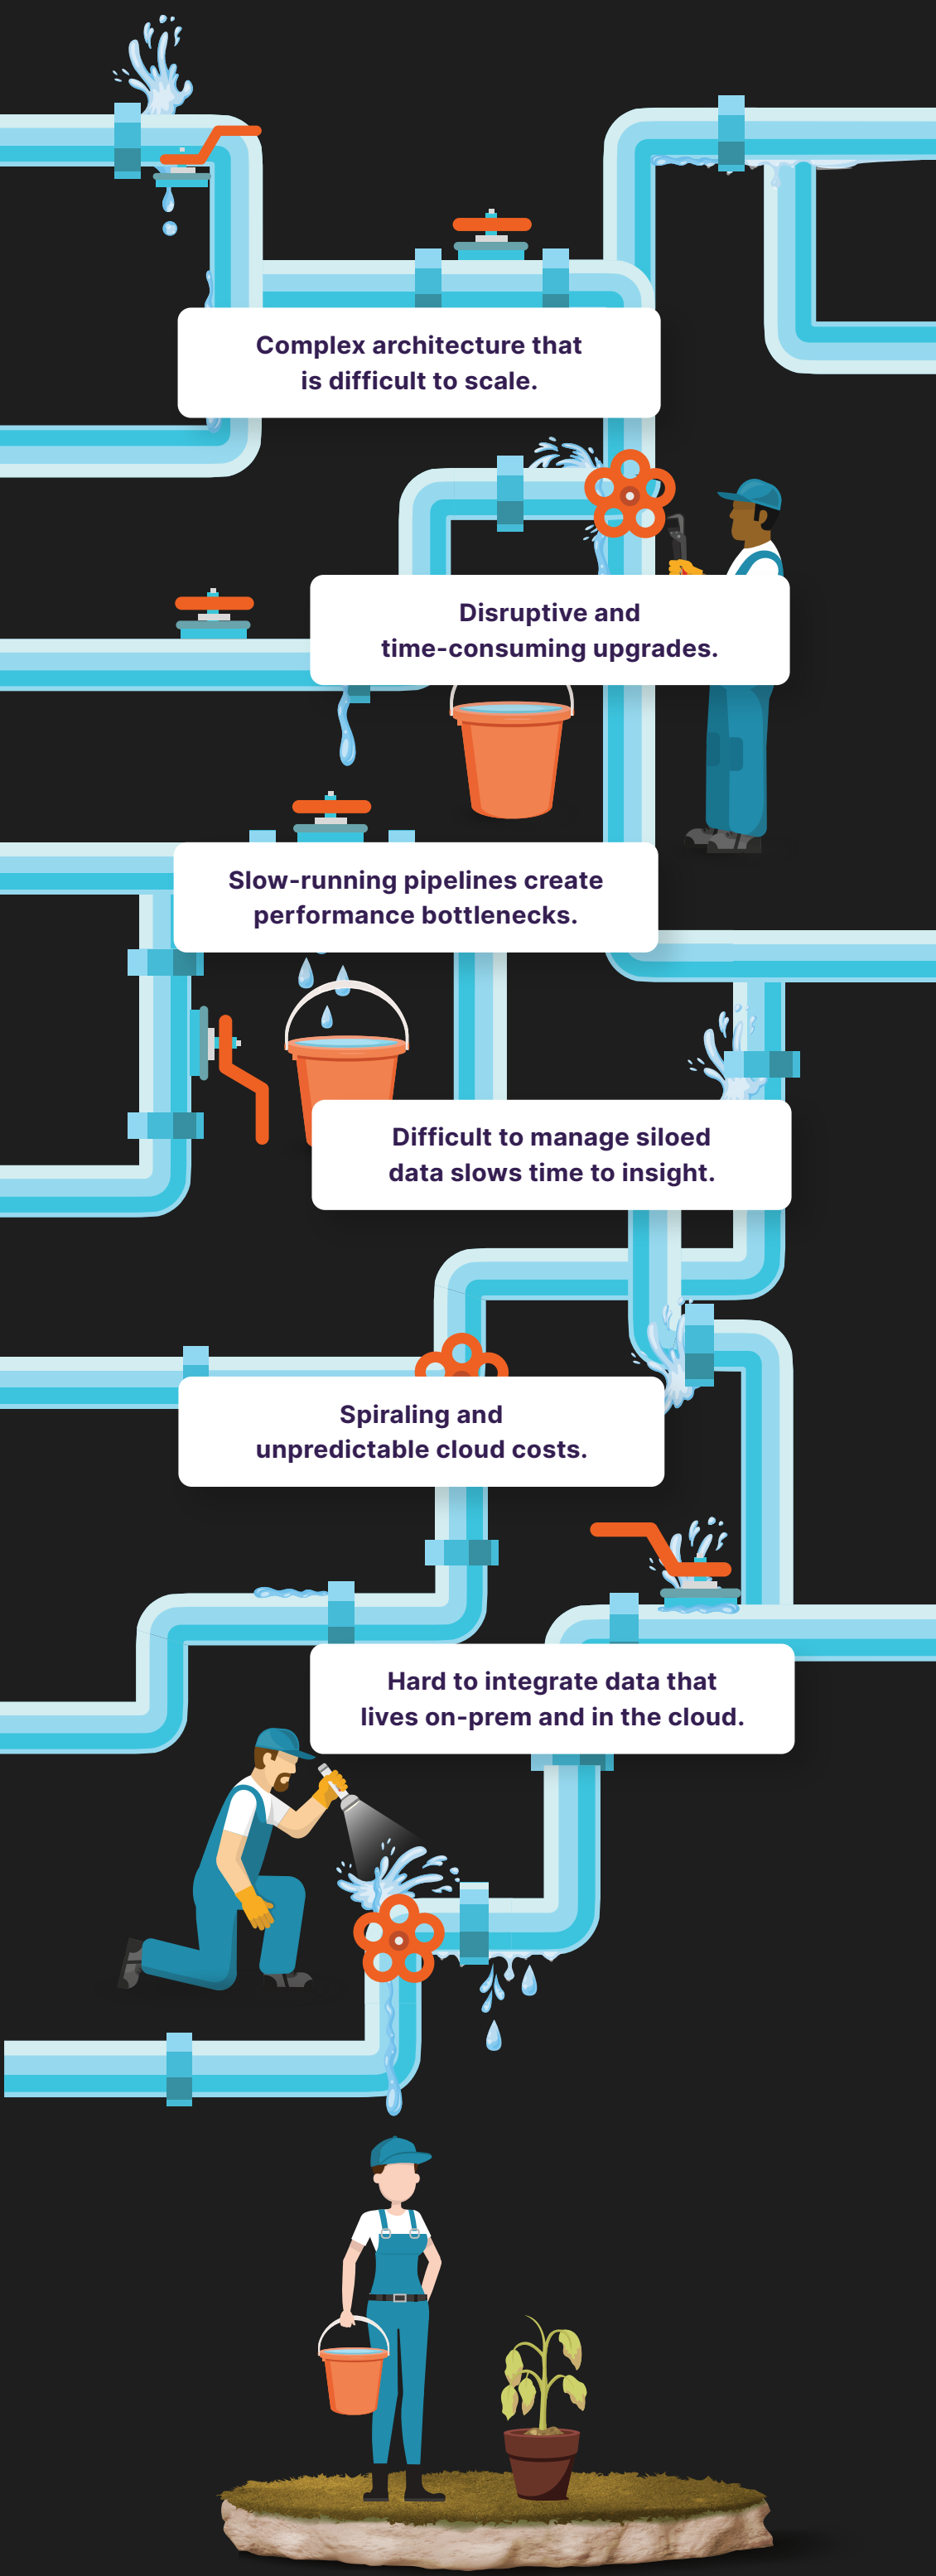 Complex architecture that
is difficult to scale.
Disruptive and
time-consuming upgrades.
Slow-running pipelines create
performance bottlenecks.
Difficult to manage siloed
data slows time to insight.
Spiraling and
unpredictable cloud costs.
Hard to integrate data that
lives on-prem and in the cloud.